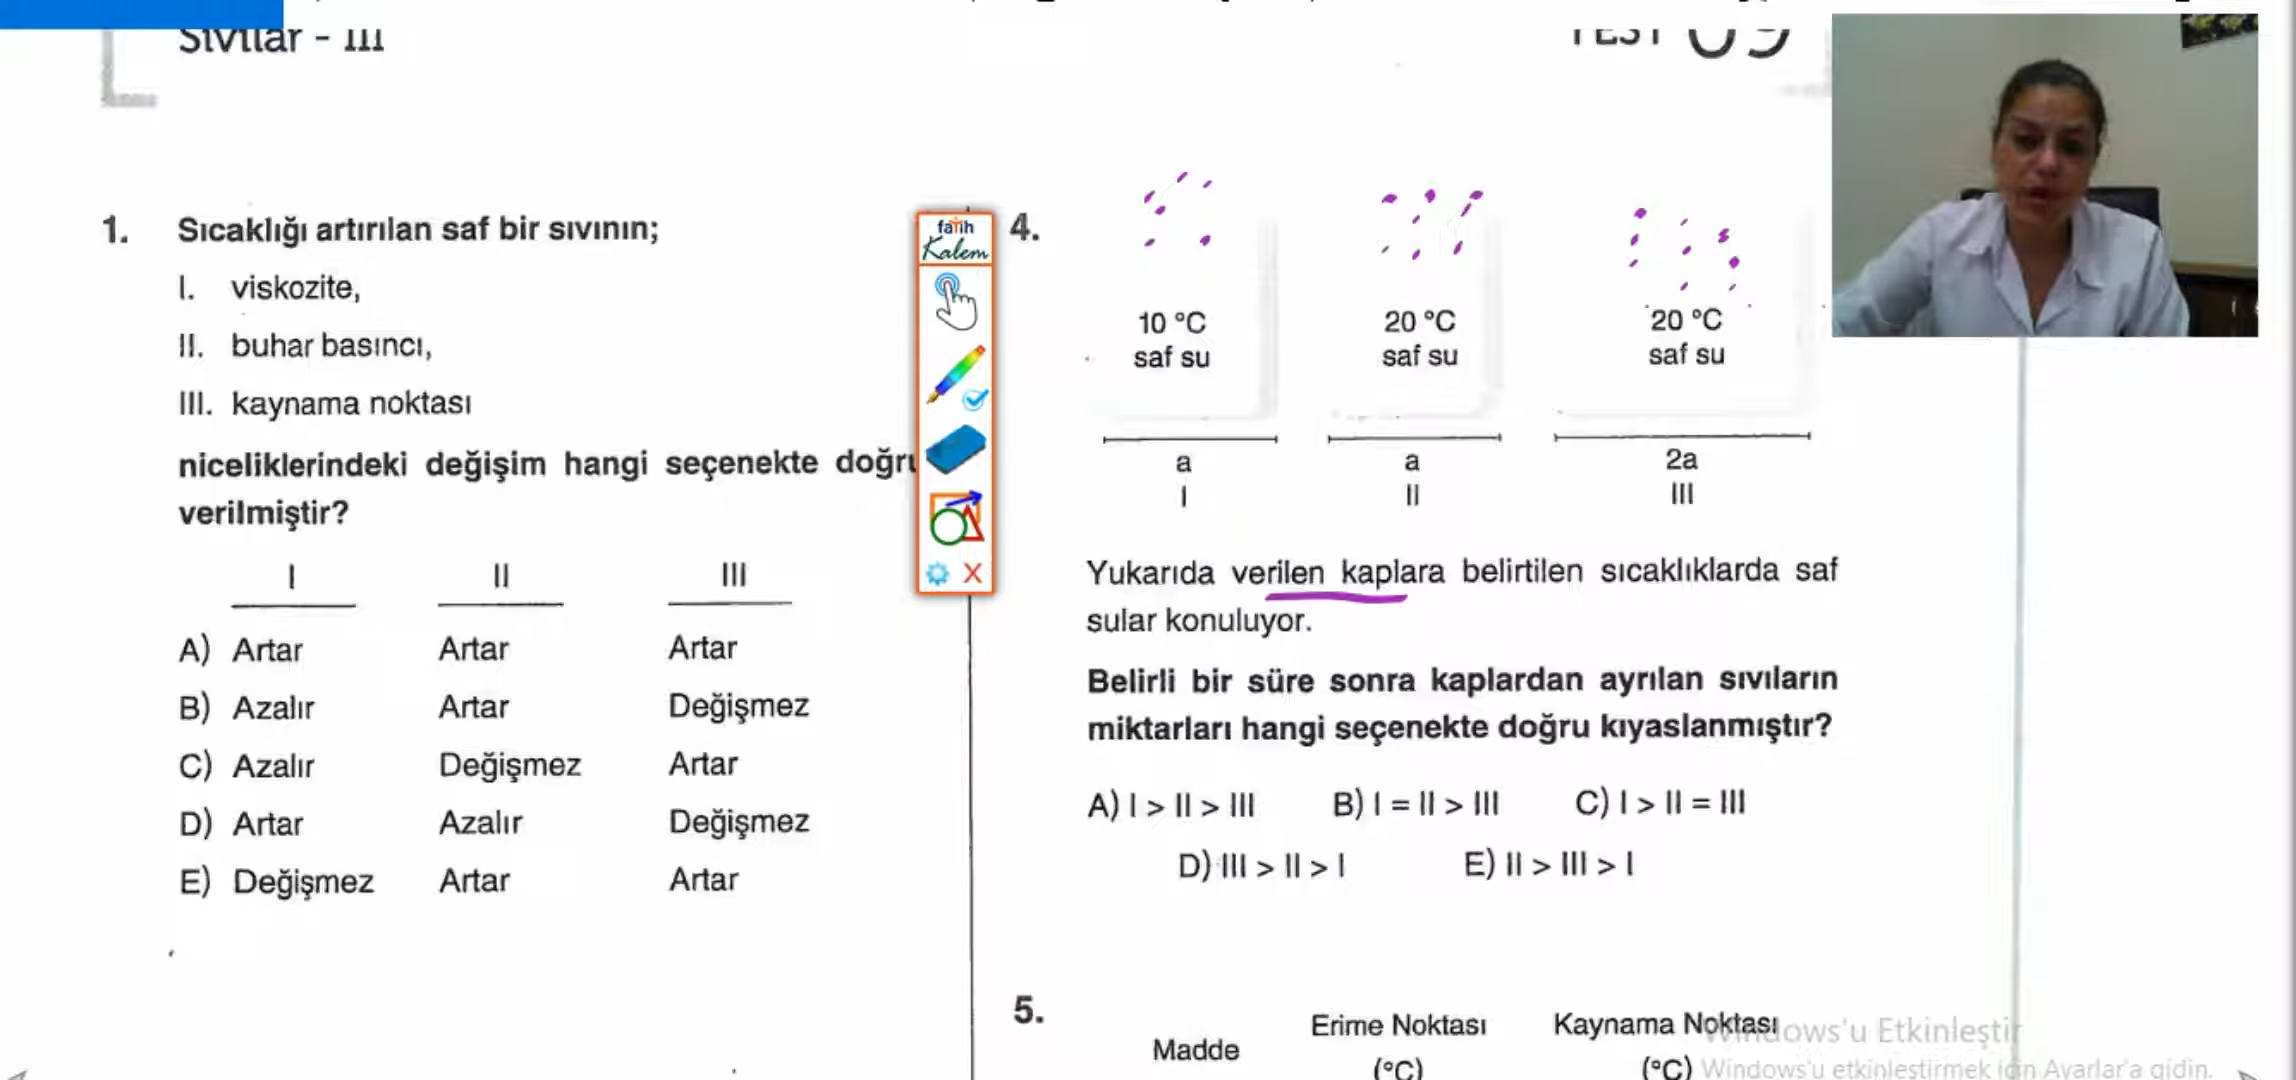 Sıvılar - III
TEST 09
1. Sıcaklığı artırılan saf bir sıvının;
I. viskozite,
II. buhar basıncı,
III. kaynama noktası
niceliklerindeki değişim hangi seçenekte doğru
verilmiştir?
I II III
A) Artar Artar Artar
B) Azalır Artar Değişmez
C) Azalır Değişmez Artar
D) Artar Azalır Değişmez
E) Değişmez Artar Artar
fatih
Kalem
4.
10 °C 20 °C 20 °C
saf su saf su saf su
a a 2a
I II III
Yukarıda verilen kaplara belirtilen sıcaklıklarda saf
sular konuluyor.
Belirli bir süre sonra kaplardan ayrılan sıvıların
miktarları hangi seçenekte doğru kıyaslanmıştır?
A) I > II > III B) I = II > III C) I > II = III
D) III > II > I E) II > III > I
5.
Madde Erime Noktası Kaynama Noktası
(°C) (°C)
Windows'u Etkinleştir
Windows'u etkinleştirmek için Ayarlar'a gidin.